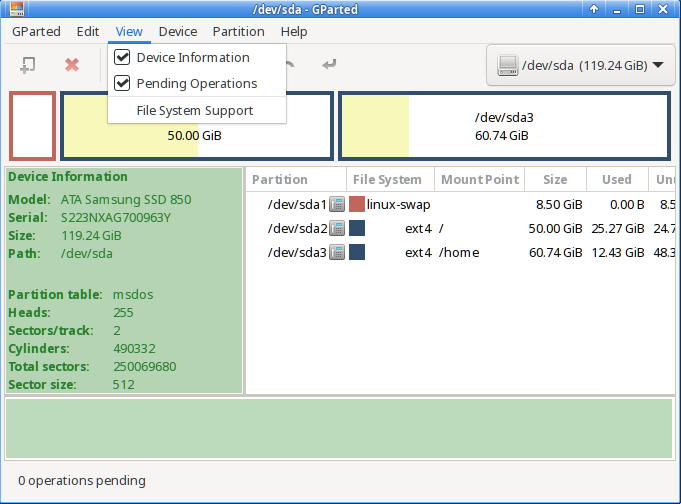 /dev/sda - GParted
GParted Edit View Device Partition Help
Device Information
Pending Operations
File System Support
/dev/sda (119.24 GiB)
50.00 GiB
/dev/sda3
60.74 GiB
Device Information
Model: ATA Samsung SSD 850
Serial: S223NXAG700963Y
Size: 119.24 GiB
Path: /dev/sda
Partition table: msdos
Heads: 255
Sectors/track: 2
Cylinders: 490332
Total sectors: 250069680
Sector size: 512
Partition File System Mount Point Size Used Unu
/dev/sda1 linux-swap 8.50 GiB 0.00 B 8.5
/dev/sda2 ext4 / 50.00 GiB 25.27 GiB 24.7
/dev/sda3 ext4 /home 60.74 GiB 12.43 GiB 48.3
0 operations pending